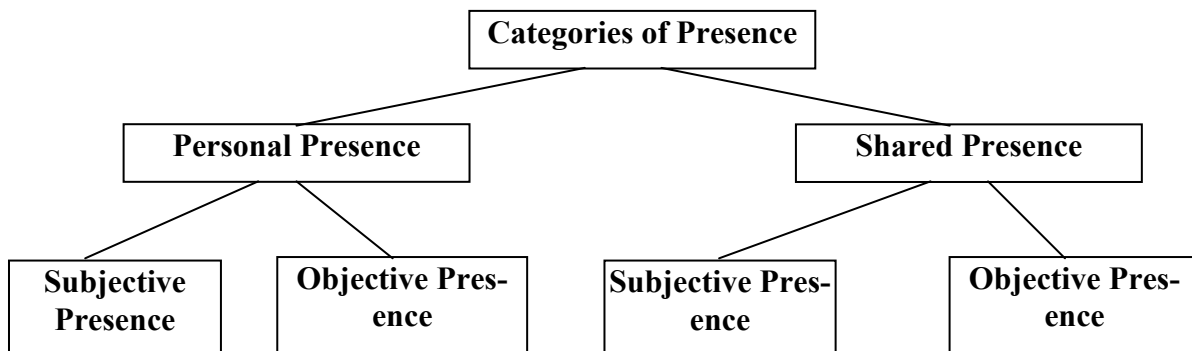 Categories of Presence
Personal Presence
Shared Presence
Subjective
Presence
Objective Pres-
ence
Subjective Pres-
ence
Objective Pres-
ence